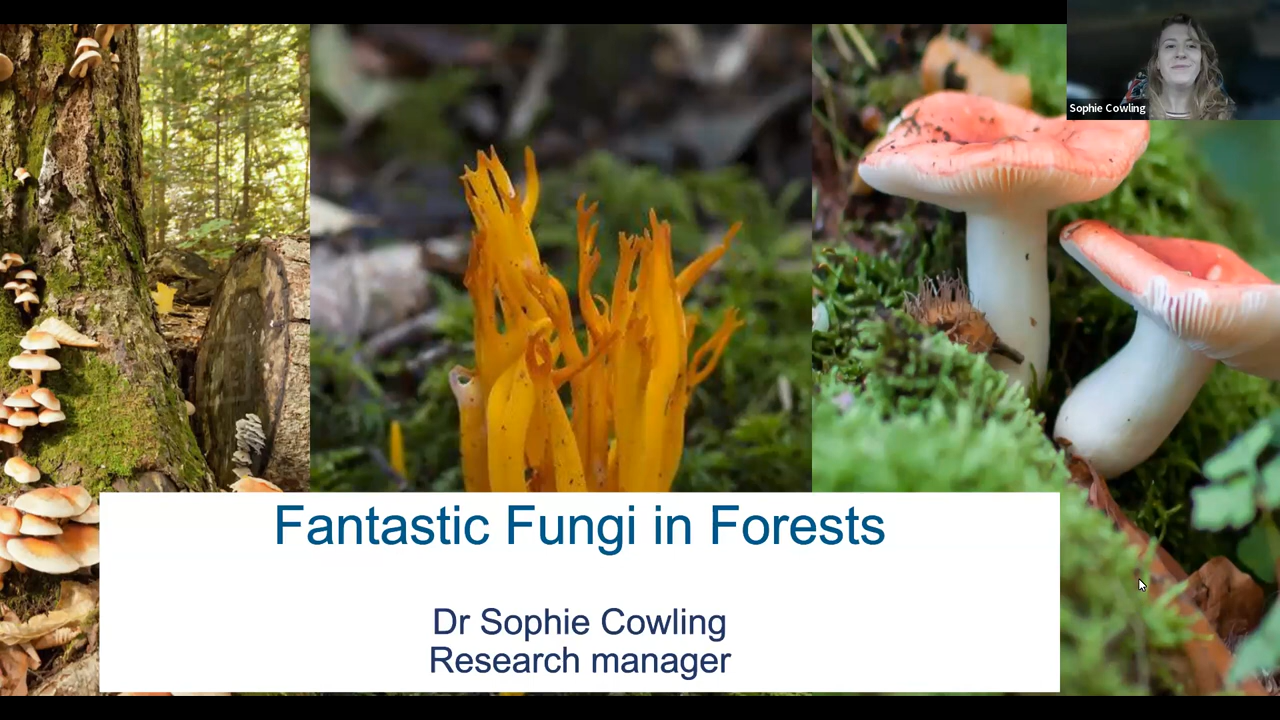 Sophie Cowling
Fantastic Fungi in Forests
Dr Sophie Cowling
Research manager